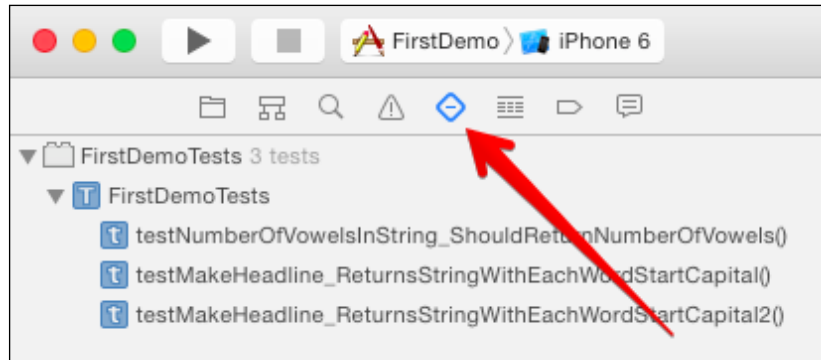 FirstDemo iPhone 6
FirstDemoTests 3 tests
T FirstDemoTests
t testNumberOfVowelsInString_ShouldReturnNumberOfVowels()
t testMakeHeadline_ReturnsStringWithEachWordStartCapital()
t testMakeHeadline_ReturnsStringWithEachWordStartCapital2()